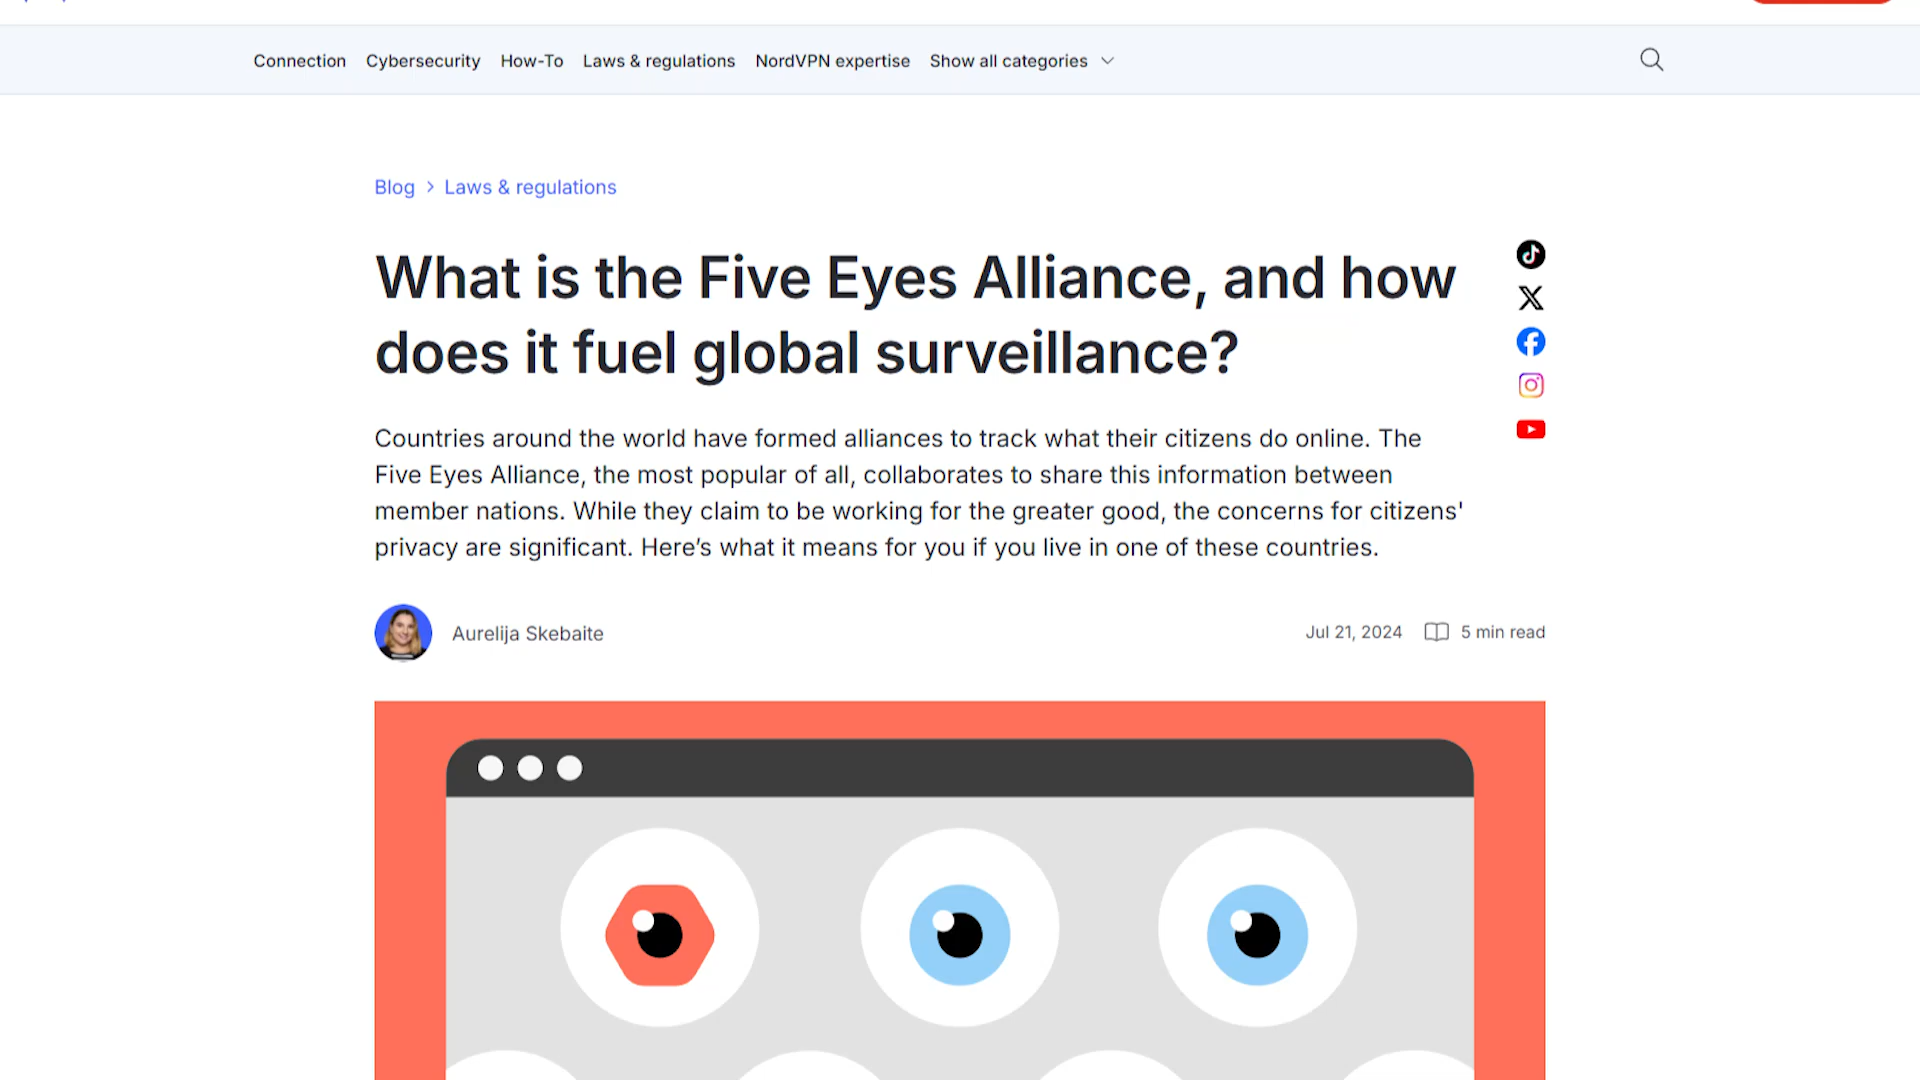 Connection Cybersecurity How-To Laws & regulations NordVPN expertise Show all categories
Blog > Laws & regulations
What is the Five Eyes Alliance, and how
does it fuel global surveillance?
Countries around the world have formed alliances to track what their citizens do online. The
Five Eyes Alliance, the most popular of all, collaborates to share this information between
member nations. While they claim to be working for the greater good, the concerns for citizens'
privacy are significant. Here’s what it means for you if you live in one of these countries.
Aurelija Skebaite
Jul 21, 2024 5 min read